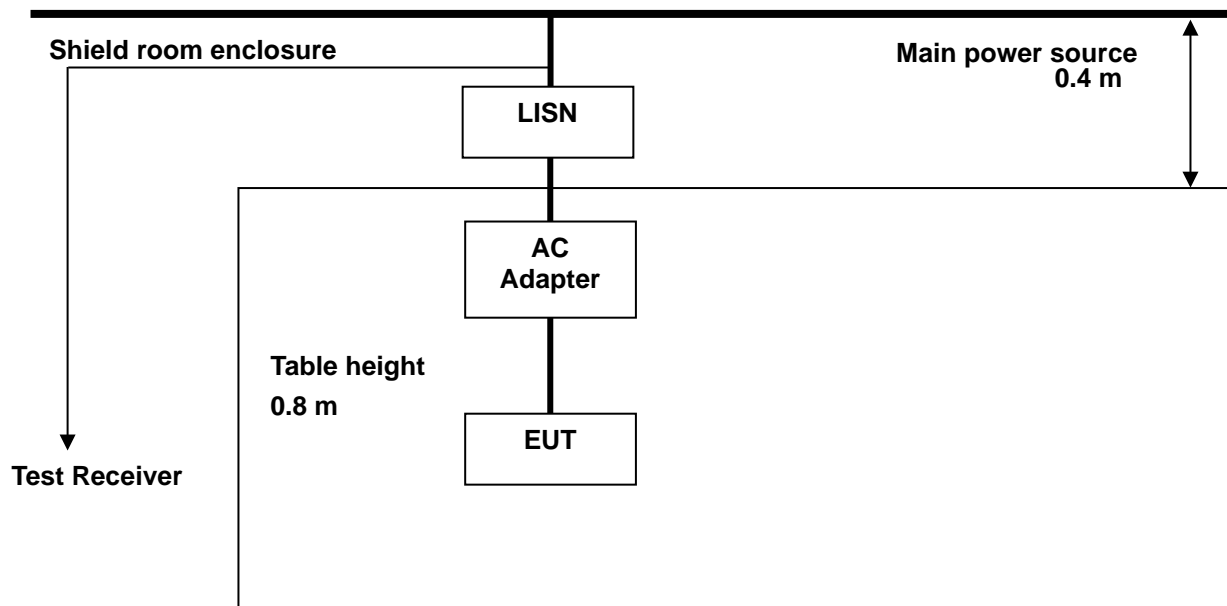 Shield room enclosure
Main power source
0.4 m
LISN
AC
Adapter
Table height
0.8 m
EUT
Test Receiver